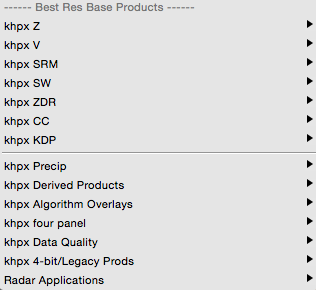 ------ Best Res Base Products ------
khpx Z
khpx V
khpx SRM
khpx SW
khpx ZDR
khpx CC
khpx KDP
khpx Precip
khpx Derived Products
khpx Algorithm Overlays
khpx four panel
khpx Data Quality
khpx 4-bit/Legacy Prods
Radar Applications